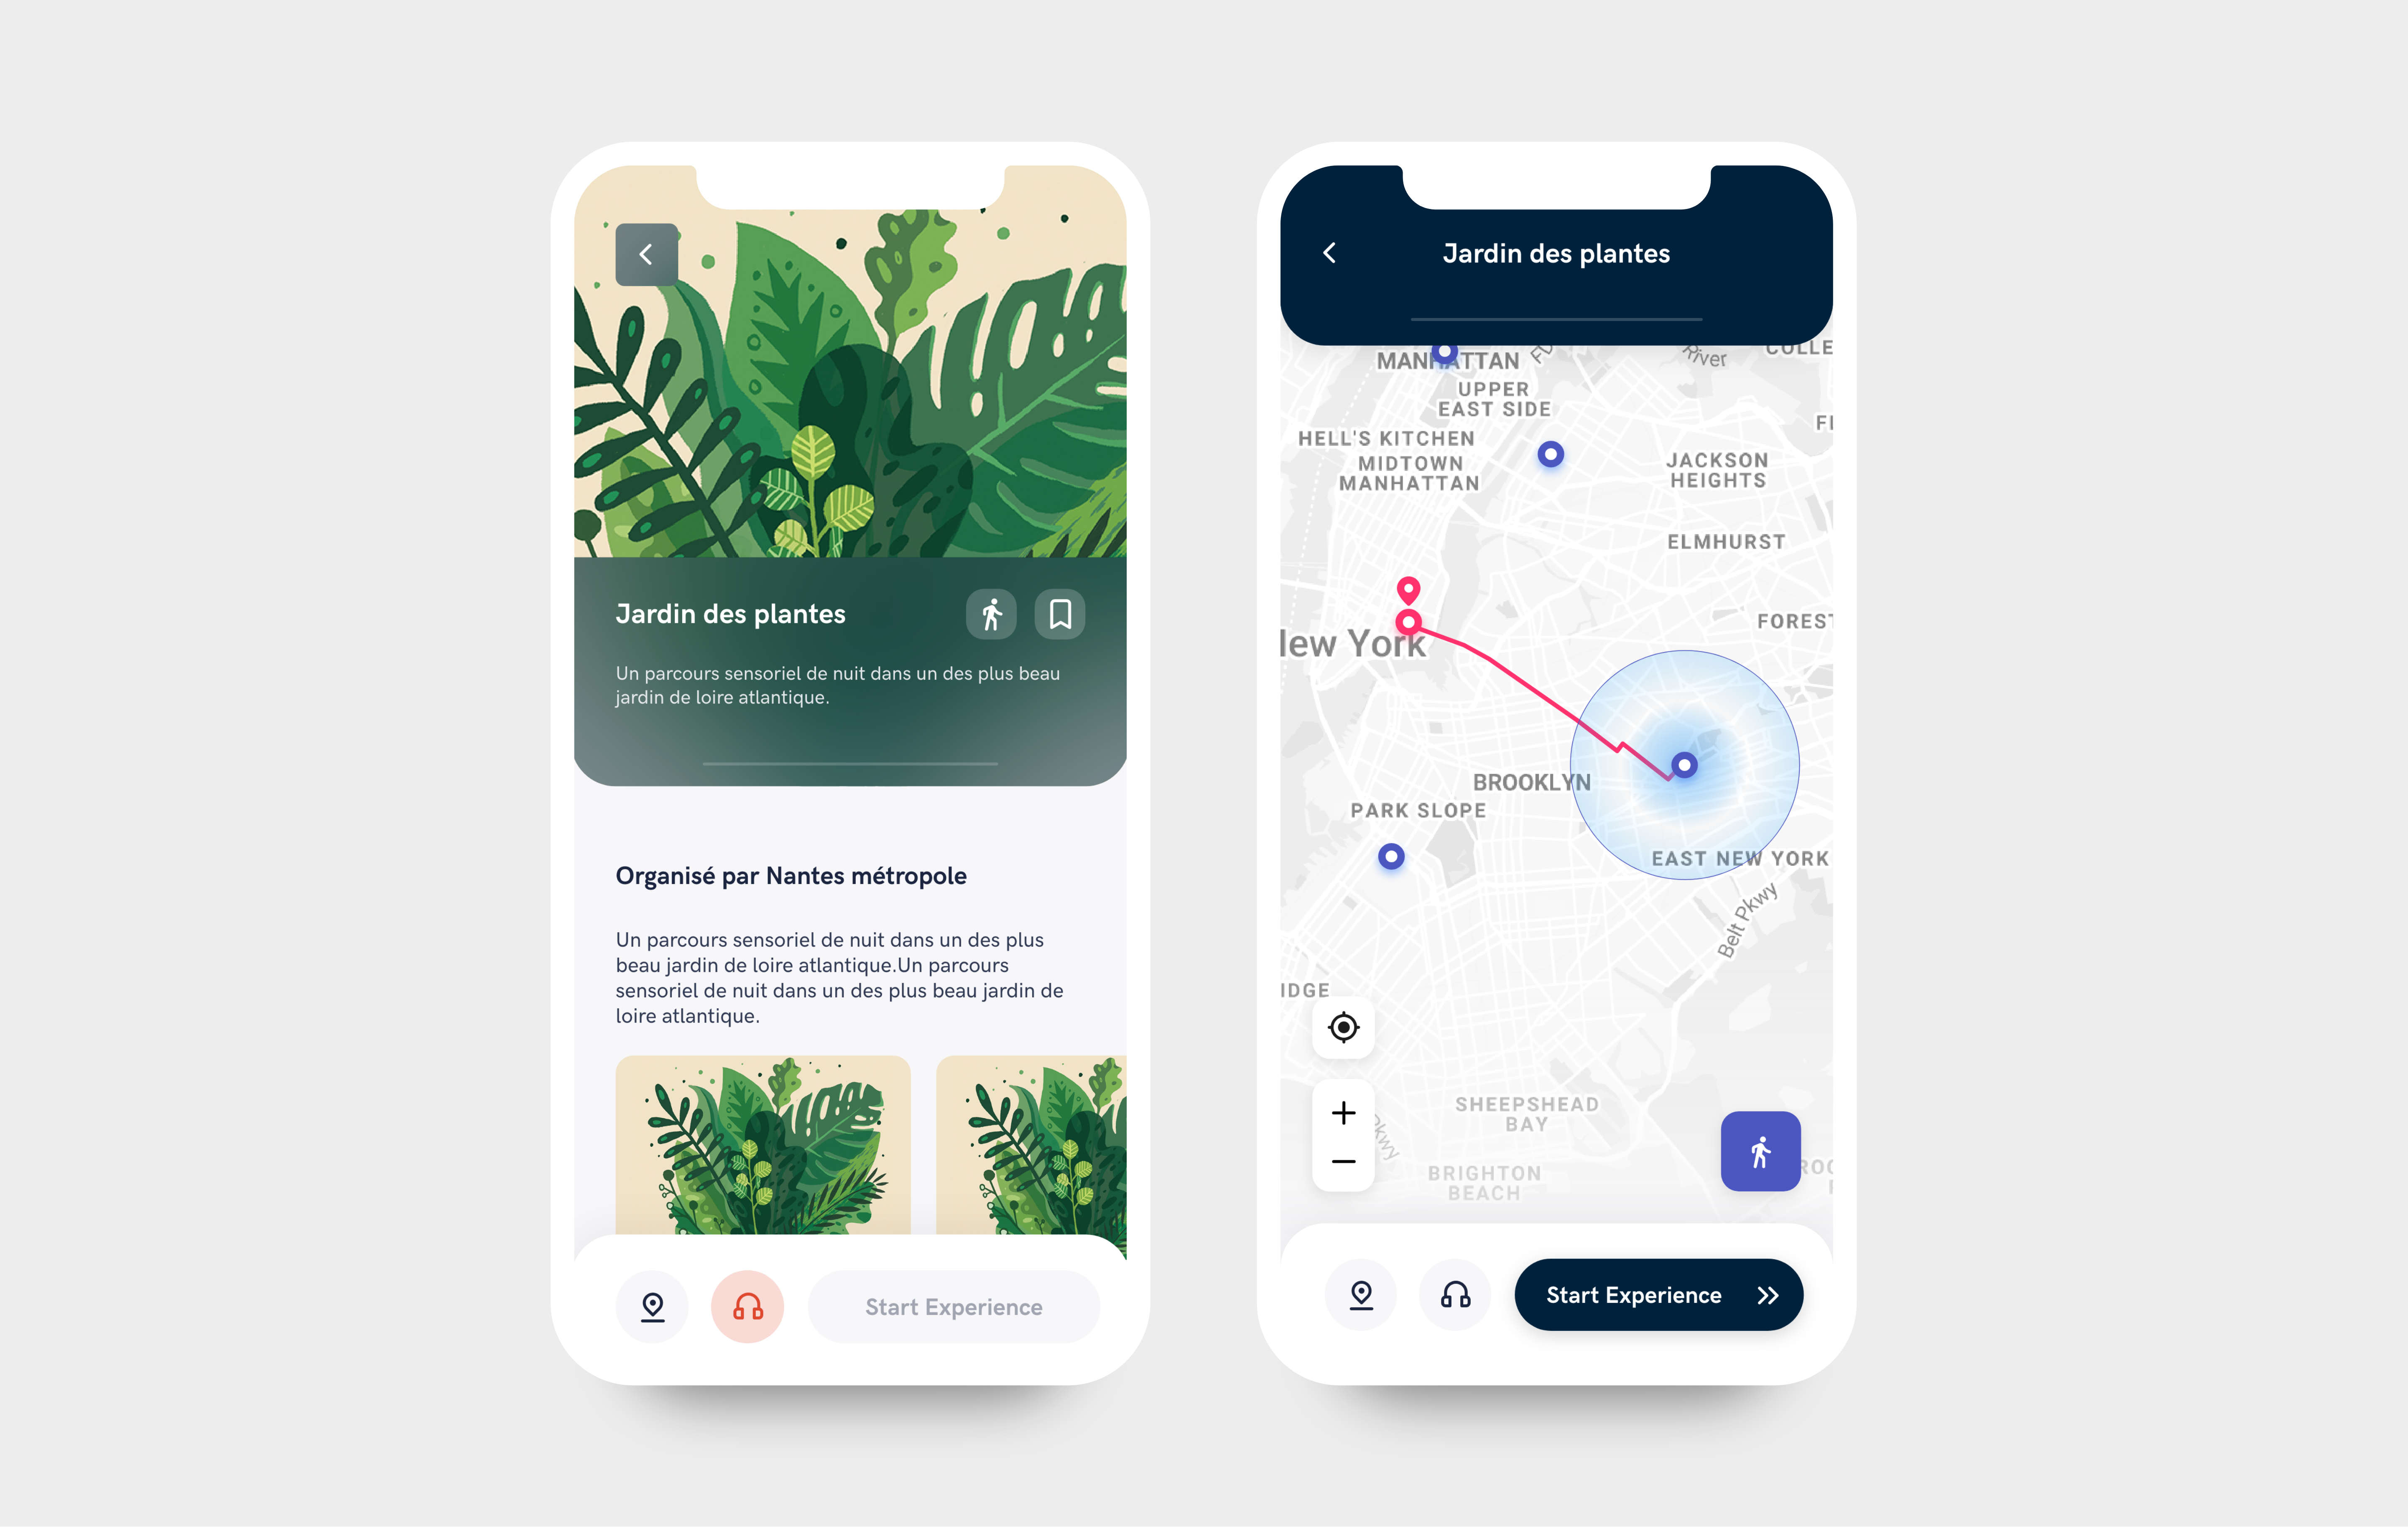 Jardin des plantes
Un parcours sensoriel de nuit dans un des plus beau
jardin de loire atlantique.
Organisé par Nantes métropole
Un parcours sensoriel de nuit dans un des plus
beau jardin de loire atlantique.Un parcours
sensoriel de nuit dans un des plus beau jardin de
loire atlantique.
Start Experience
Jardin des plantes
MANHATTAN
River
COLLE
UPPER
EAST SIDE
HELL'S KITCHEN
MIDTOWN
MANHATTAN
JACKSON
HEIGHTS
ELMHURST
FOREST
ew York
BROOKLYN
PARK SLOPE
EAST NEW YORK
Belt Pkwy
IDGE
SHEEPSHEAD
BAY
Pkwy
BRIGHTON
BEACH
Start Experience